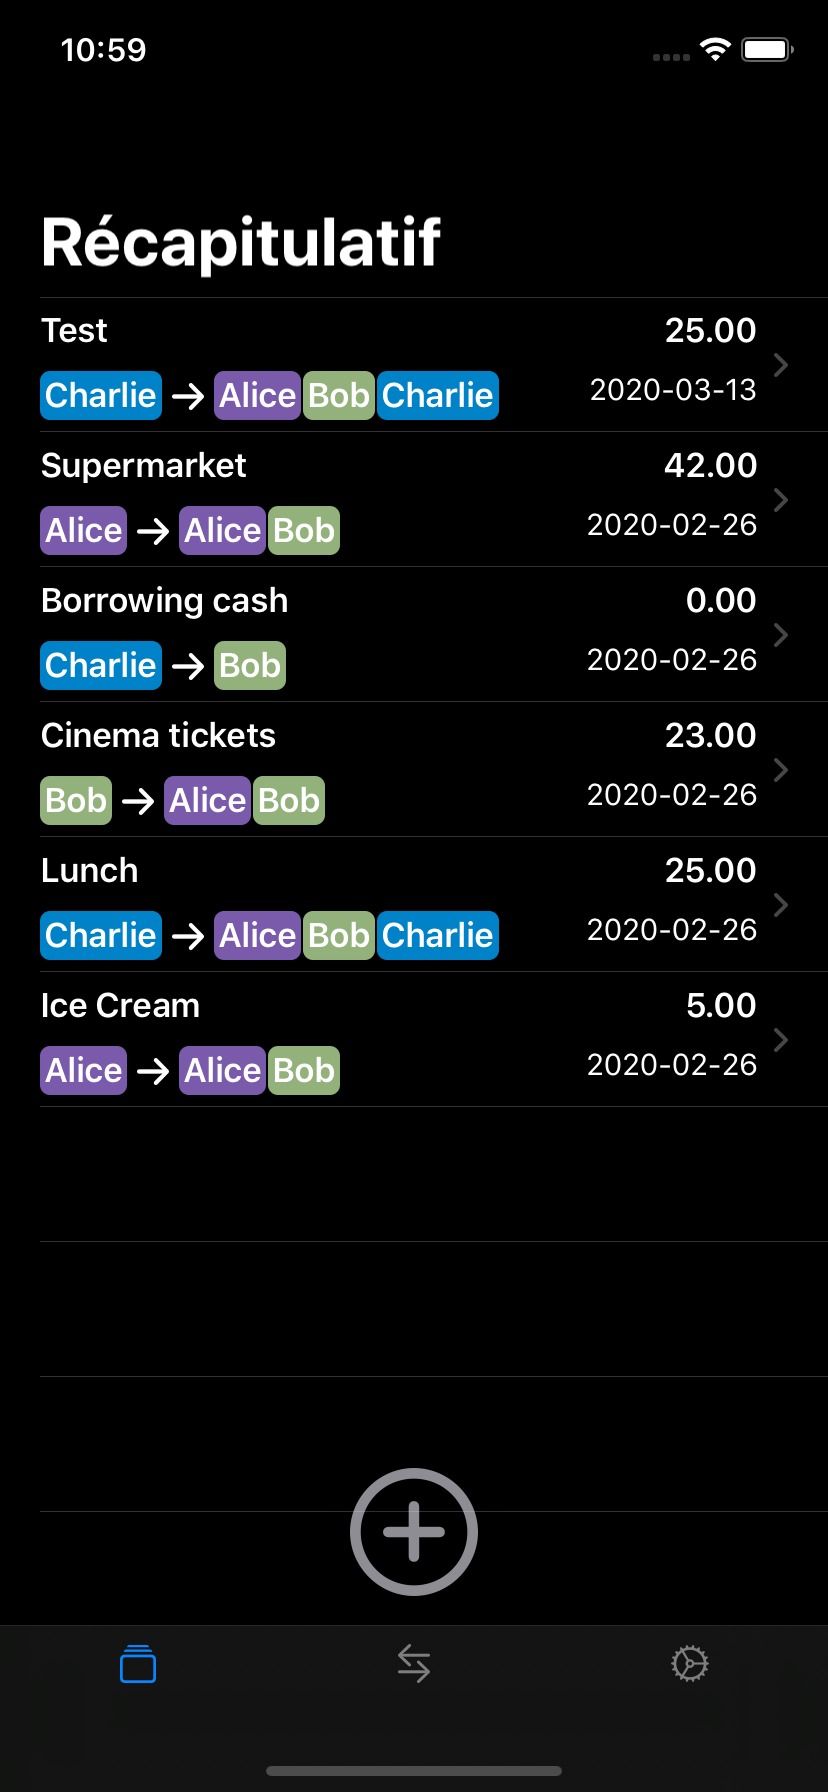 10:59
Récapitulatif
Test 25.00
Charlie → Alice Bob Charlie 2020-03-13
Supermarket 42.00
Alice → Alice Bob 2020-02-26
Borrowing cash 0.00
Charlie → Bob 2020-02-26
Cinema tickets 23.00
Bob → Alice Bob 2020-02-26
Lunch 25.00
Charlie → Alice Bob Charlie 2020-02-26
Ice Cream 5.00
Alice → Alice Bob 2020-02-26